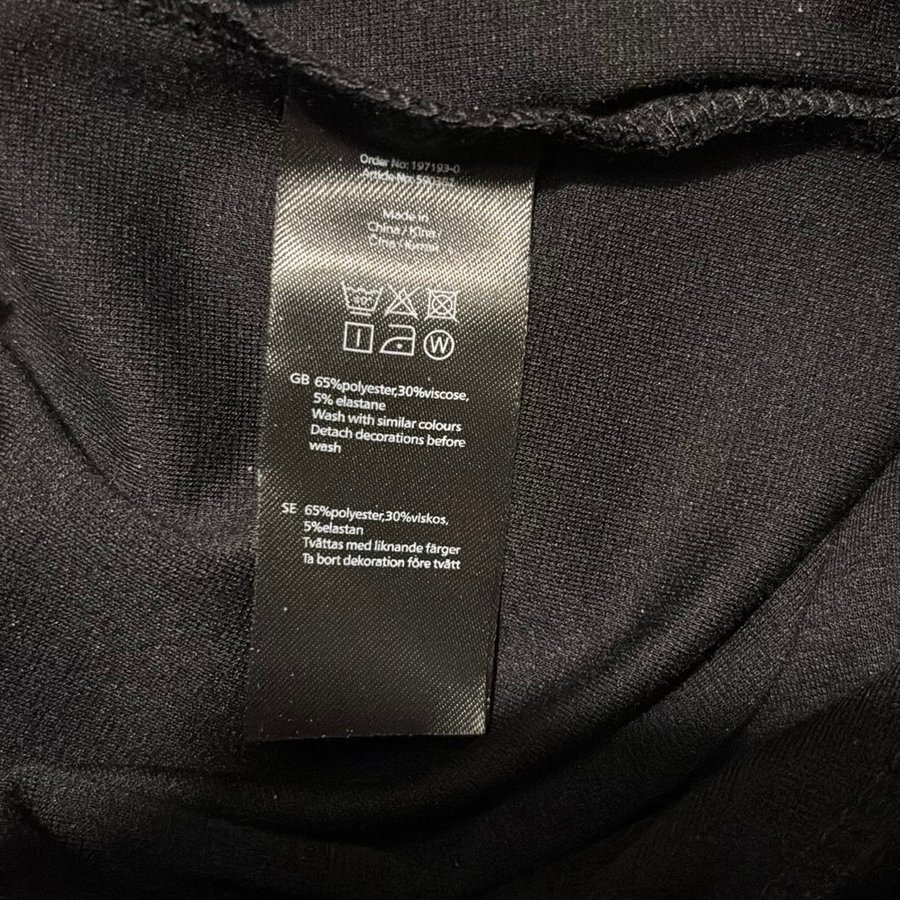 Order No: 197193-0
Article No:
Made in
China / Kina /
GB 65%polyester,30%viscose,
5% elastane
Wash with similar colours
Detach decorations before
wash
SE 65%polyester,30%viskos,
5%elastan
Tvättas med liknande färger
Ta bort dekoration före tvätt